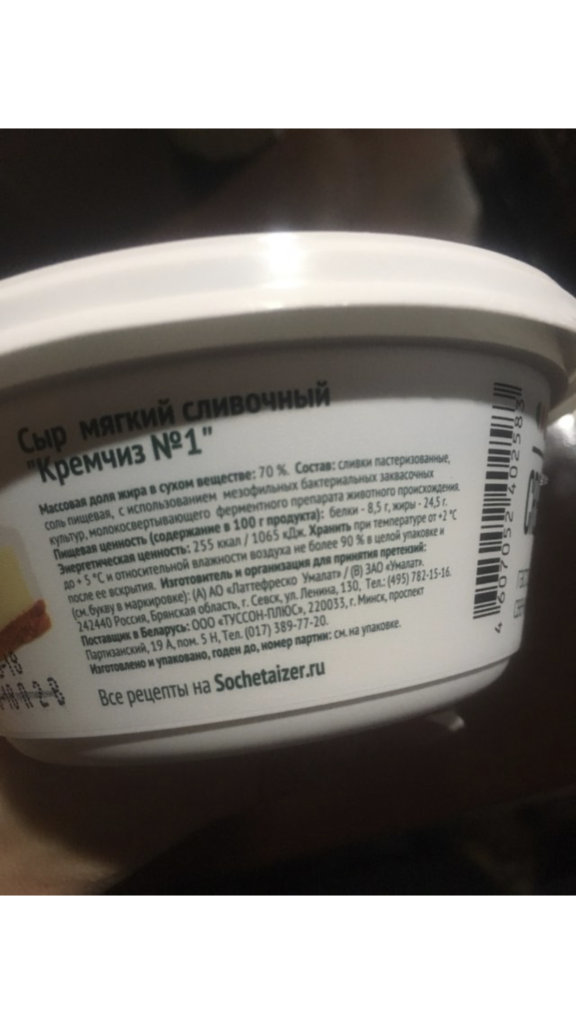 Сыр мягкий сливочный
"Кремчиз №1"
Массовая доля жира в сухом веществе: 70 %. Состав: сливки пастеризованные,
соль пищевая, с использованием мезофильных бактериальных заквасочных
культур, молокосвертывающего ферментного препарата животного происхождения.
Пищевая ценность (содержание в 100 г продукта): белки - 8,5 г, жиры - 24,5 г.
Энергетическая ценность: 255 ккал / 1065 кДж. Хранить при температуре от +2 °С
до + 5 °С и относительной влажности воздуха не более 90 % в целой упаковке и
после ее вскрытия. Изготовитель и организация для принятия претензий:
(см.букву в маркировке): (А) АО «Латтефреско Умалат» / (В) ЗАО «Умалат».
242440 Россия, Брянская область, г. Севск, ул. Ленина, 130, Тел.: (495) 782-15-16.
Поставщик в Беларусь: ООО «ТУССОН-ПЛЮС», 220033, г. Минск, проспект
Партизанский, 19 А, пом. 5 Н, Тел. (017) 389-77-20.
Изготовлено и упаковано, годен до, номер партии: см. на упаковке.
Все рецепты на Sochetaizer.ru
4 607052 402583